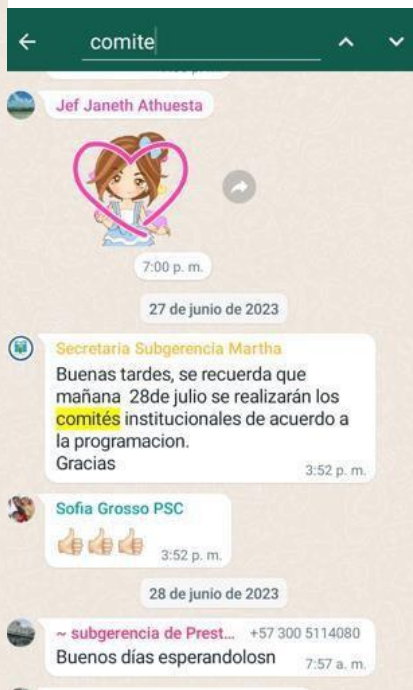 comite
Jef Janeth Athuesta
7:00 p. m.
27 de junio de 2023
Secretaria Subgerencia Martha
Buenas tardes, se recuerda que
mañana 28de julio se realizarán los
comités institucionales de acuerdo a
la programacion.
Gracias
3:52 p. m.
Sofia Grosso PSC
3:52 p. m.
28 de junio de 2023
~ subgerencia de Prest... +57 300 5114080
Buenos días esperandolosn
7:57 a. m.